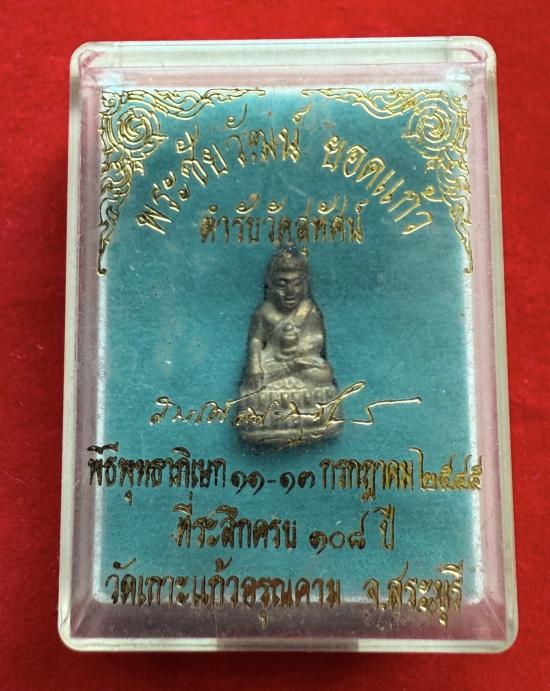 พระชัยวัฒน์ ยอดแก้ว
ตำรับวัดสุทัศน์
พิธีพุทธาภิเษก ๑๑-๑๓ กรกฎาคม ๒๕๔๕
ที่ระลึกครบ ๑๐๘ ปี
วัดเกาะแก้วอรุณคาม จ.สระบุรี